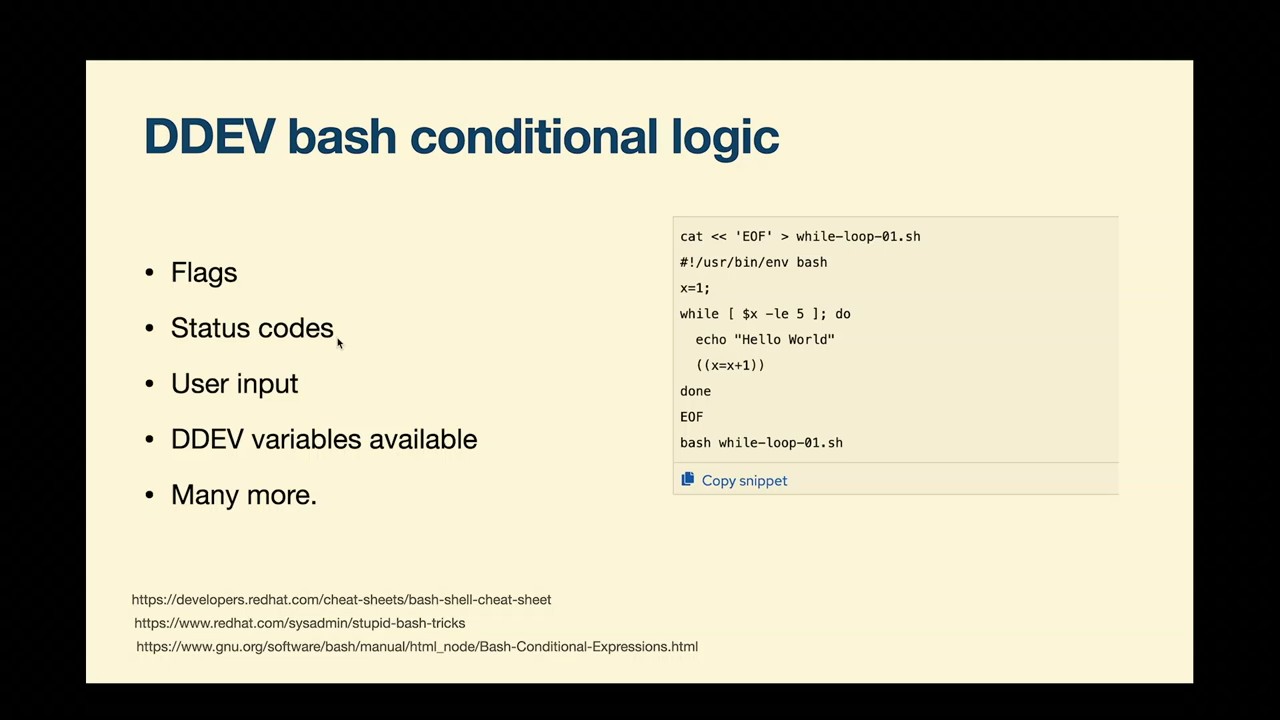 DDEV bash conditional logic
• Flags
• Status codes
• User input
• DDEV variables available
• Many more.
cat << 'EOF' > while-loop-01.sh
#!/usr/bin/env bash
x=1;
while [ $x -le 5 ]; do
  echo "Hello World"
  ((x=x+1))
done
EOF
bash while-loop-01.sh
Copy snippet
https://developers.redhat.com/cheat-sheets/bash-shell-cheat-sheet
https://www.redhat.com/sysadmin/stupid-bash-tricks
https://www.gnu.org/software/bash/manual/html_node/Bash-Conditional-Expressions.html